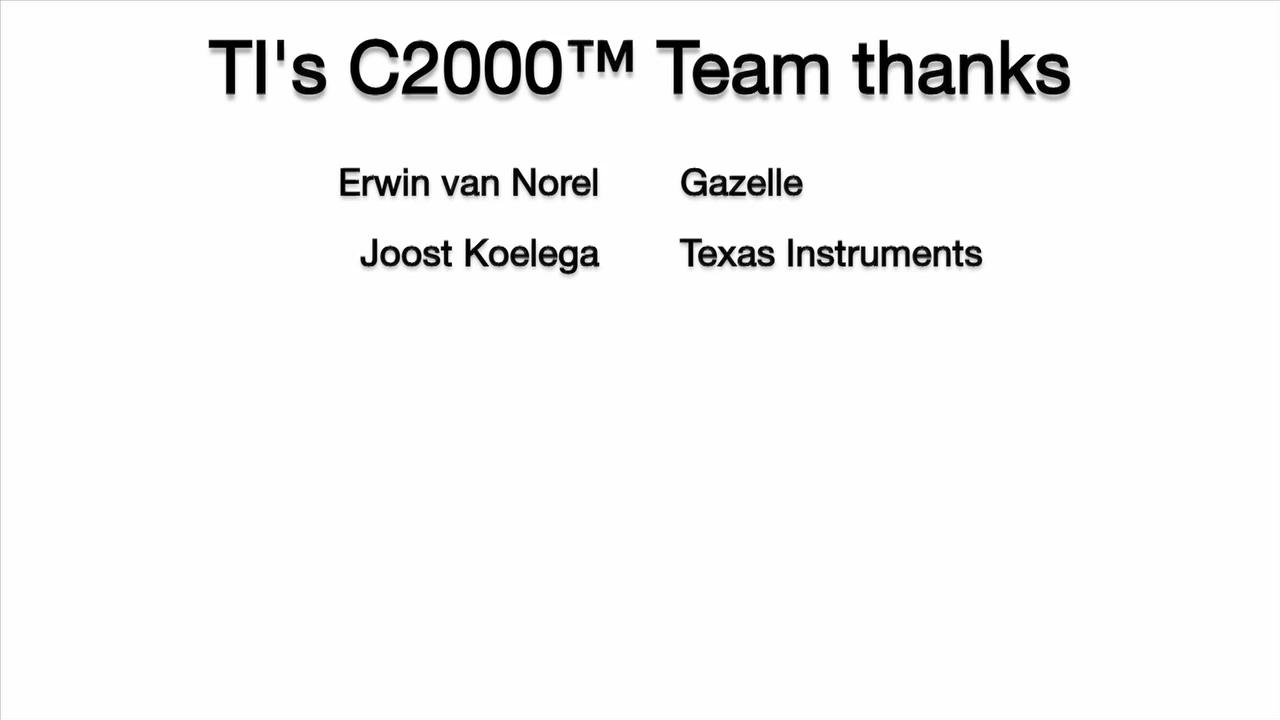 TI's C2000™ Team thanks
Erwin van Norel Gazelle
Joost Koelega Texas Instruments